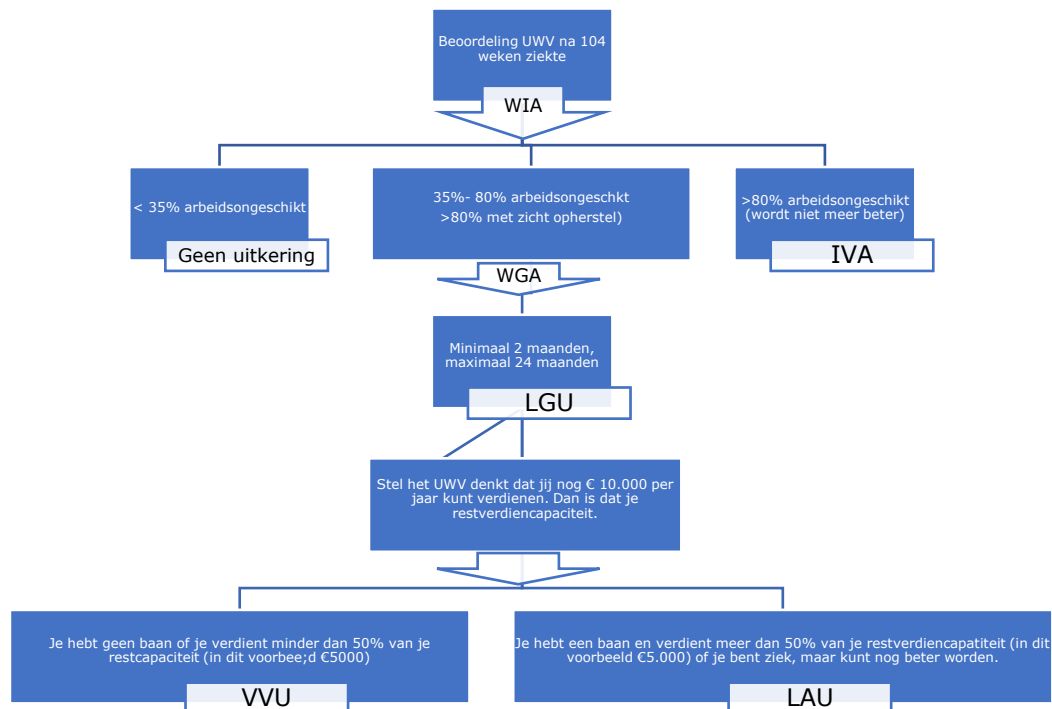 Beoordeling UWV na 104
weken ziekte
WIA
< 35% arbeidsongeschikt
Geen uitkering
35%- 80% arbeidsongeschkt
>80% met zicht opherstel)
>80% arbeidsongeschikt
(wordt niet meer beter)
IVA
WGA
Minimaal 2 maanden,
maximaal 24 maanden
LGU
Stel het UWV denkt dat jij nog € 10.000 per
jaar kunt verdienen. Dan is dat je
restverdiencapaciteit.
Je hebt geen baan of je verdient minder dan 50% van je
restcapaciteit (in dit voorbee;d €5000)
VVU
Je hebt een baan en verdient meer dan 50% van je restverdiencapatiteit (in dit
voorbeeld €5.000) of je bent ziek, maar kunt nog beter worden.
LAU